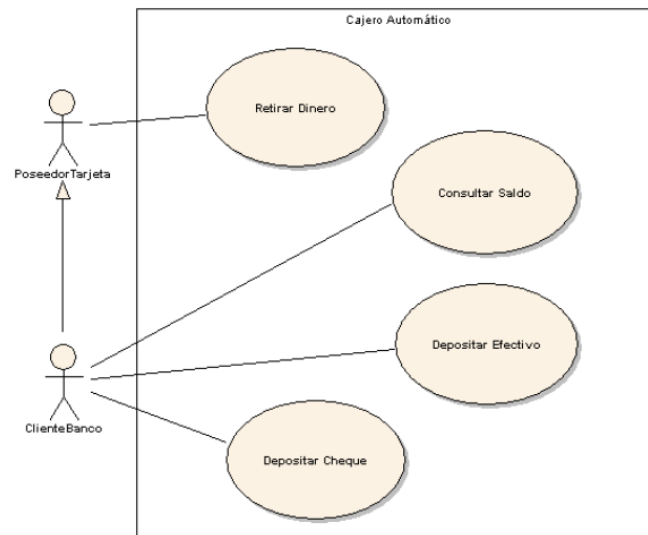 Cajero Automático
Retirar Dinero
PoseedorTarjeta
Consultar Saldo
Depositar Efectivo
ClienteBanco
Depositar Cheque